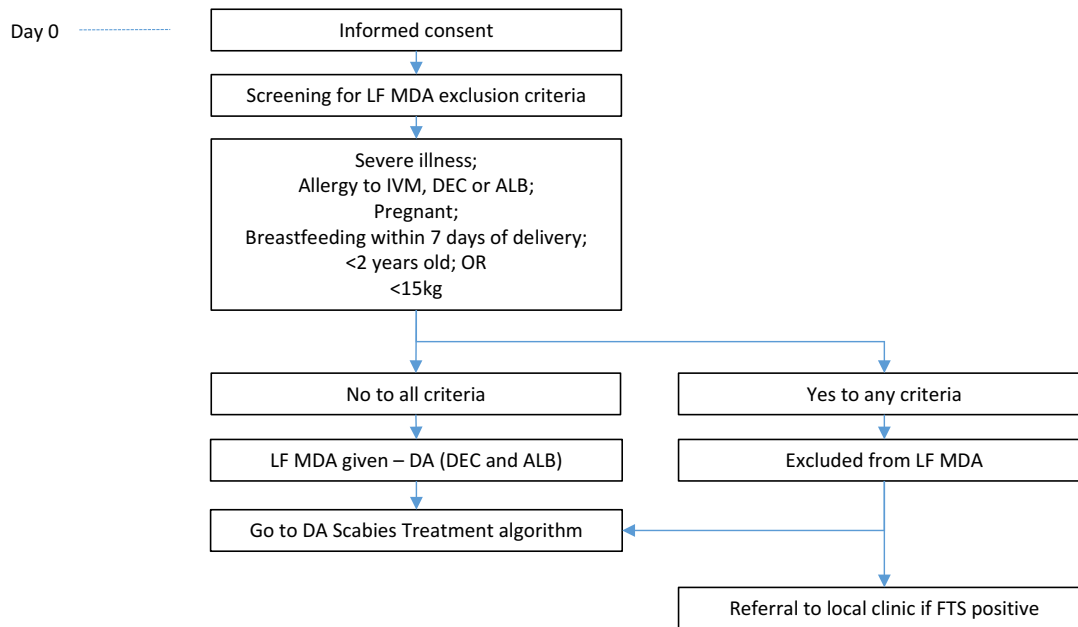 Day 0
Informed consent
Screening for LF MDA exclusion criteria
Severe illness;
Allergy to IVM, DEC or ALB;
Pregnant;
Breastfeeding within 7 days of delivery;
<2 years old; OR
<15kg
No to all criteria
Yes to any criteria
LF MDA given – DA (DEC and ALB)
Excluded from LF MDA
Go to DA Scabies Treatment algorithm
Referral to local clinic if FTS positive